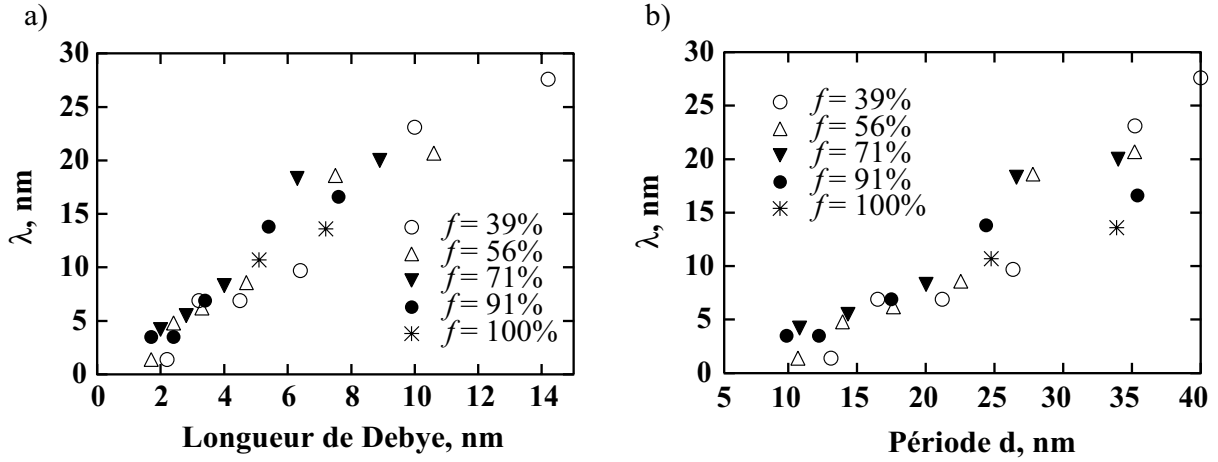 a)
30
25
20
15
10
5
0
λ, nm
0 2 4 6 8 10 12 14
Longueur de Debye, nm
f = 39%
f = 56%
f = 71%
f = 91%
f = 100%
b)
30
25
20
15
10
5
0
λ, nm
5 10 15 20 25 30 35 40
Période d, nm
f = 39%
f = 56%
f = 71%
f = 91%
f = 100%